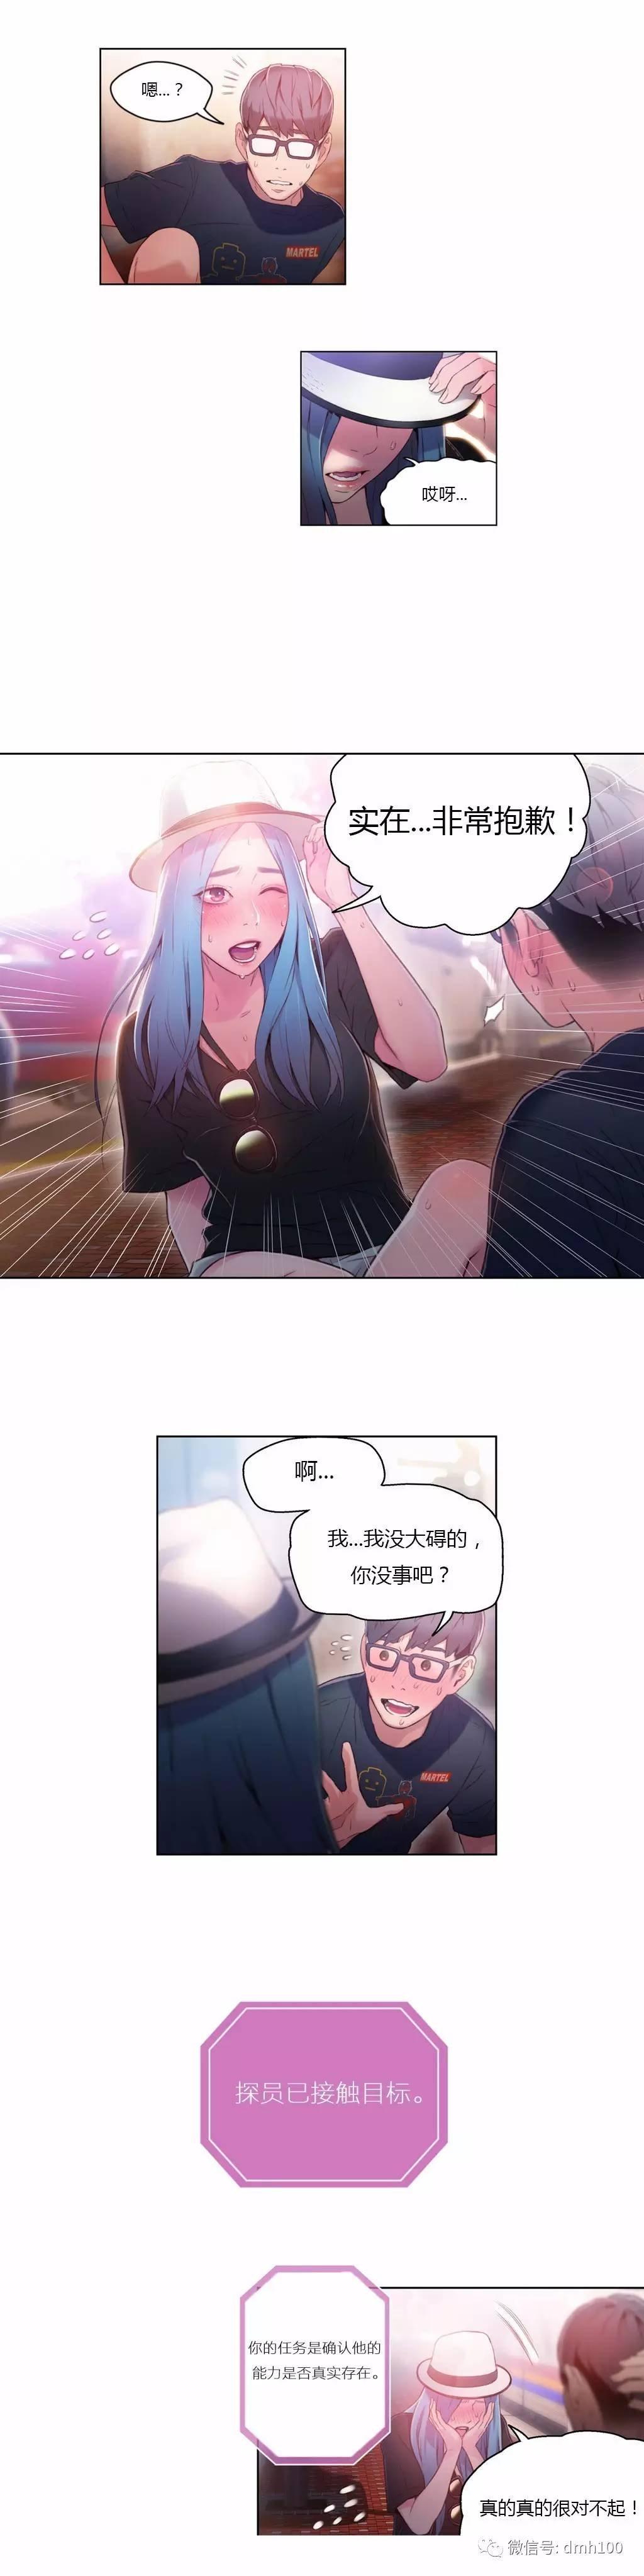 嗯...？
MARTEL
哎呀...
实在...非常抱歉！
啊...
我...我没大碍的，
你没事吧？
MARTEL
探员已接触目标。
你的任务是确认他的
能力是否真实存在。
真的真的很对不起！
微信号: dmh100